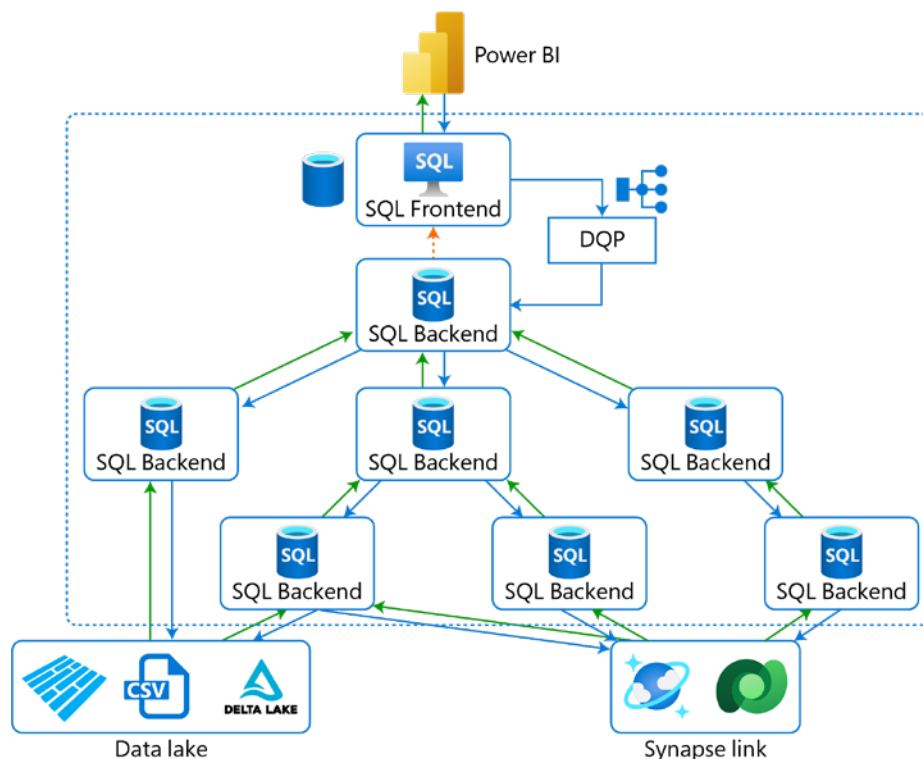 Power BI
SQL
SQL Frontend
DQP
SQL
SQL Backend
SQL
SQL Backend
SQL
SQL Backend
SQL
SQL Backend
SQL
SQL Backend
SQL
SQL Backend
SQL
SQL Backend
CSV
DELTA LAKE
Data lake
Synapse link